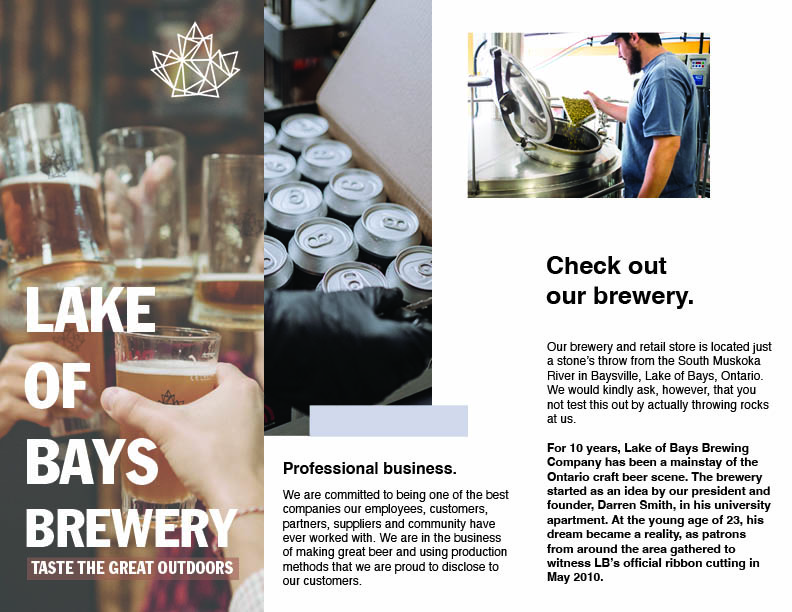 LAKE
OF
BAYS
BREWERY
TASTE THE GREAT OUTDOORS
Professional business.
We are committed to being one of the best
companies our employees, customers,
partners, suppliers and community have
ever worked with. We are in the business
of making great beer and using production
methods that we are proud to disclose to
our customers.
Check out
our brewery.
Our brewery and retail store is located just
a stone’s throw from the South Muskoka
River in Baysville, Lake of Bays, Ontario.
We would kindly ask, however, that you
not test this out by actually throwing rocks
at us.
For 10 years, Lake of Bays Brewing
Company has been a mainstay of the
Ontario craft beer scene. The brewery
started as an idea by our president and
founder, Darren Smith, in his university
apartment. At the young age of 23, his
dream became a reality, as patrons
from around the area gathered to
witness LB’s official ribbon cutting in
May 2010.